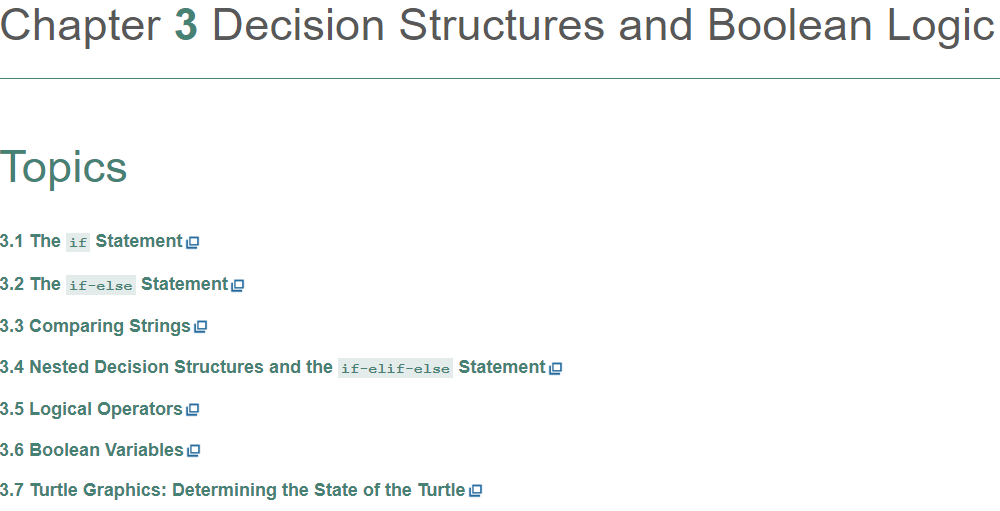 Chapter 3 Decision Structures and Boolean Logic
Topics
3.1 The if Statement
3.2 The if-else Statement
3.3 Comparing Strings
3.4 Nested Decision Structures and the if-elif-else Statement
3.5 Logical Operators
3.6 Boolean Variables
3.7 Turtle Graphics: Determining the State of the Turtle